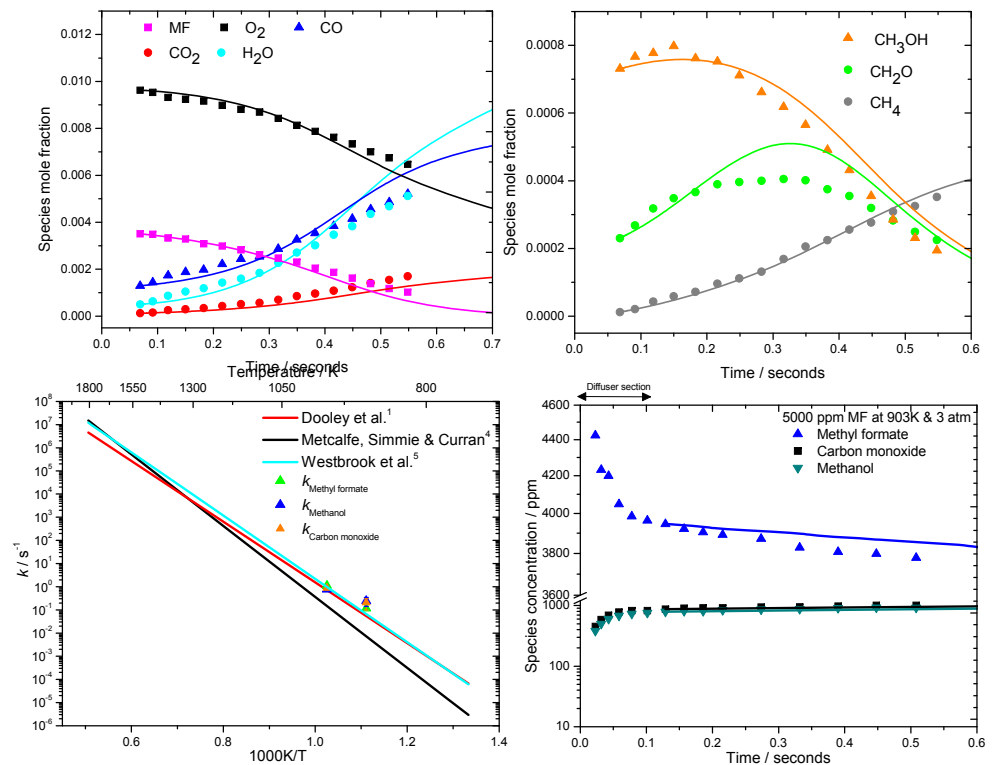 MF O2 CO
CO2 H2O
Species mole fraction
0.012
0.010
0.008
0.006
0.004
0.002
0.000
0.0 0.1 0.2 0.3 0.4 0.5 0.6 0.7
Time / seconds
CH3OH
CH2O
CH4
Species mole fraction
0.0008
0.0006
0.0004
0.0002
0.0000
0.0 0.1 0.2 0.3 0.4 0.5 0.6
Time / seconds
Temperature / K
1800 1550 1300 1050 800
Dooley et al.1
Metcalfe, Simmie & Curran4
Westbrook et al.5
kMethyl formate
kMethanol
kCarbon monoxide
k / s-1
10^8
10^7
10^6
10^5
10^4
10^3
10^2
10^1
10^0
10^-1
10^-2
10^-3
10^-4
10^-5
10^-6
0.6 0.8 1.0 1.2 1.4
1000K/T
Diffuser section
5000 ppm MF at 903K & 3 atm
Methyl formate
Carbon monoxide
Methanol
Species concentration / ppm
4600
4400
4000
3800
3600
1000
100
10
0.0 0.1 0.2 0.3 0.4 0.5 0.6
Time / seconds